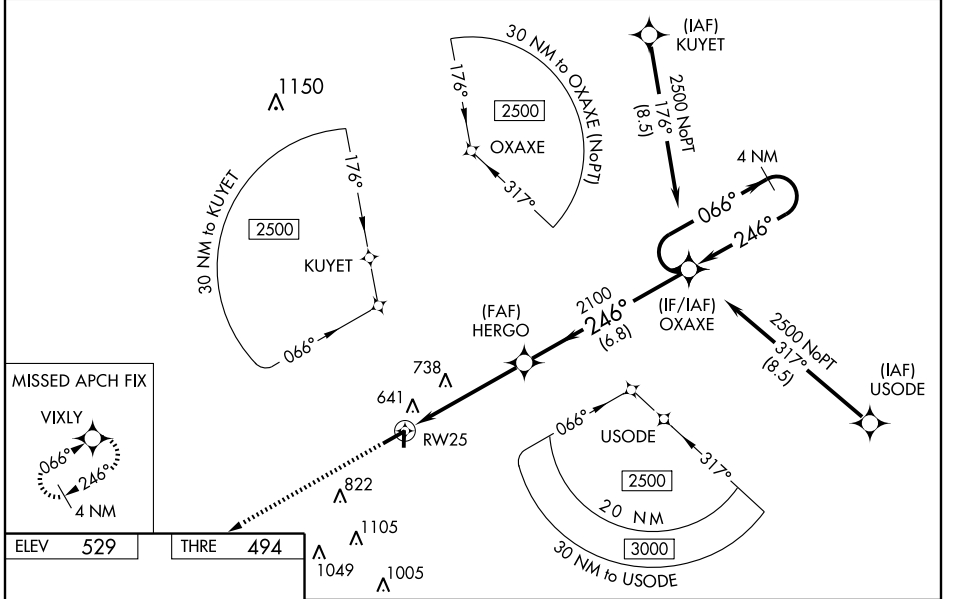 (IAF)
KUYET
2500 NoPT
176°
(8.5)
30 NM to OXAXE (NoPT)
176°
2500
OXAXE
317°
1150
30 NM to KUYET
176°
2500
KUYET
066°
4 NM
066°
246°
(IF/IAF)
OXAXE
2100
246°
(6.8)
(FAF)
HERGO
2500 NoPT
317°
(8.5)
(IAF)
USODE
738
641
RW25
822
1105
1049
1005
066°
USODE
317°
2500
20 NM
3000
30 NM to USODE
MISSED APCH FIX
VIXLY
066°
246°
4 NM
ELEV 529
THRE 494